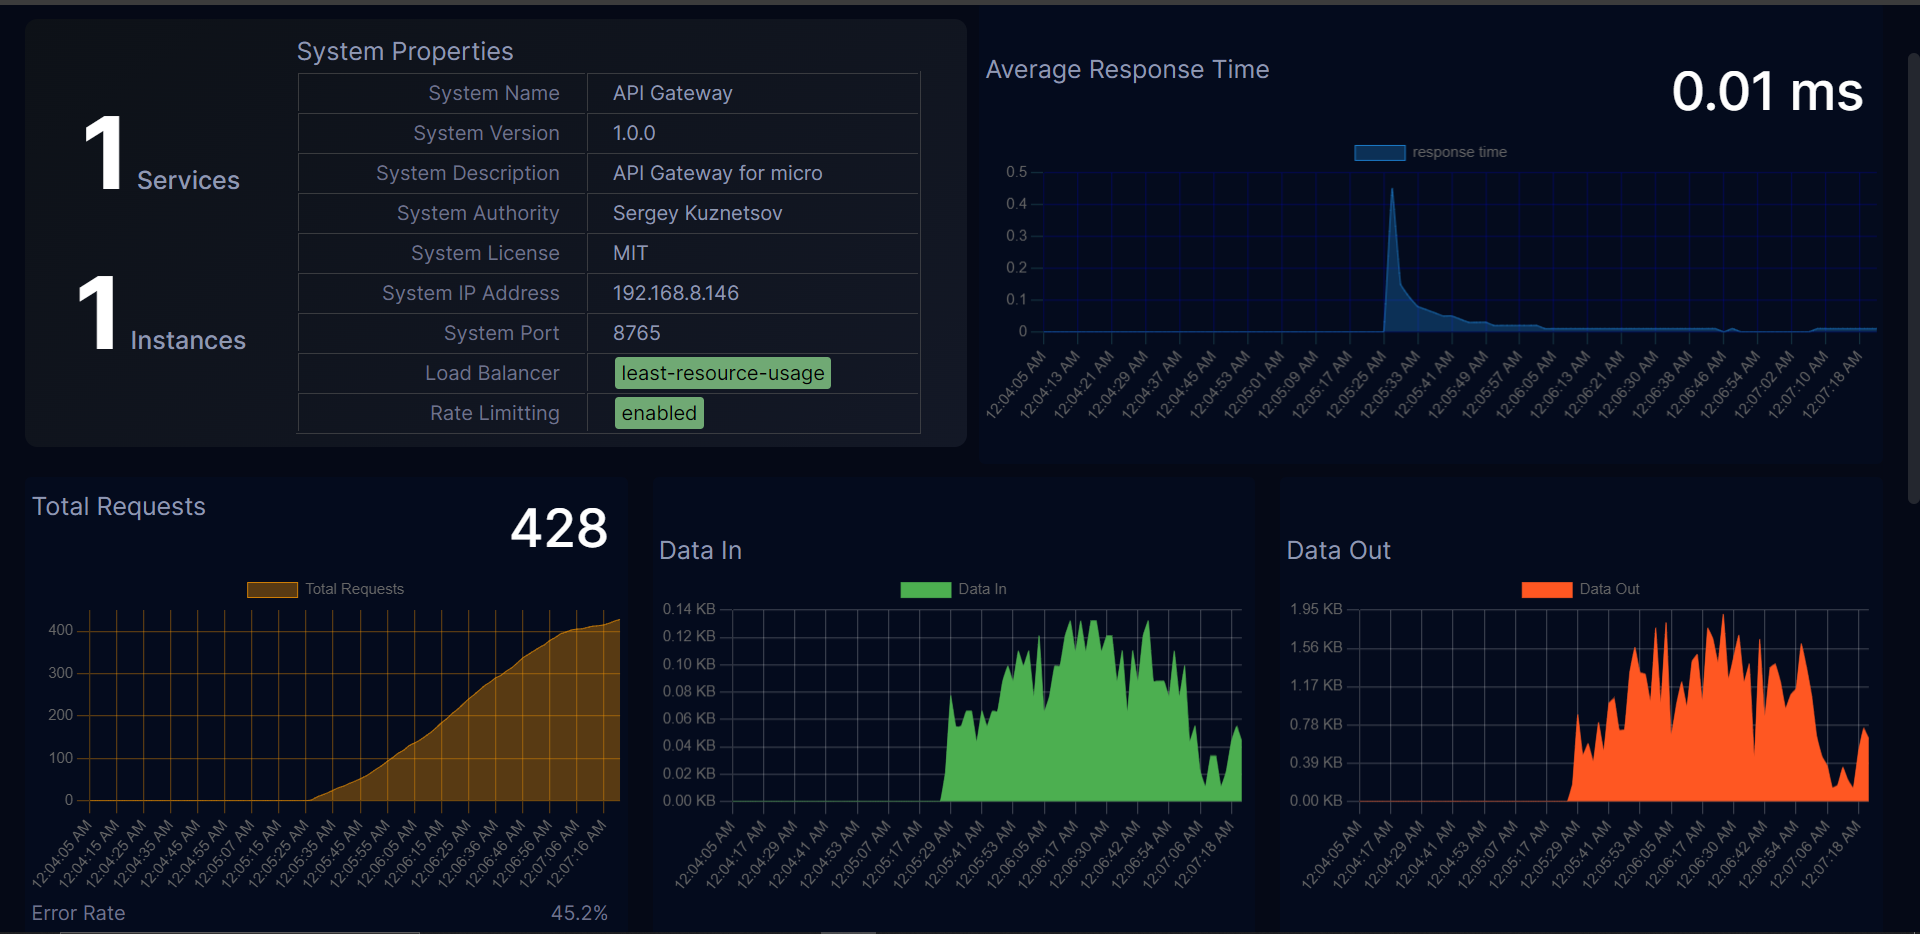 System Properties
1 Services
1 Instances
System Name API Gateway
System Version 1.0.0
System Description API Gateway for micro
System Authority Sergey Kuznetsov
System License MIT
System IP Address 192.168.8.146
System Port 8765
Load Balancer least-resource-usage
Rate Limitting enabled
Average Response Time
0.01 ms
response time
0.5
0.4
0.3
0.2
0.1
0
12:04:05 AM 12:04:13 AM 12:04:21 AM 12:04:29 AM 12:04:37 AM 12:04:45 AM 12:04:53 AM 12:05:01 AM 12:05:09 AM 12:05:17 AM 12:05:25 AM 12:05:33 AM 12:05:41 AM 12:05:49 AM 12:05:57 AM 12:06:05 AM 12:06:13 AM 12:06:21 AM 12:06:30 AM 12:06:38 AM 12:06:46 AM 12:06:54 AM 12:07:02 AM 12:07:10 AM 12:07:18 AM
Total Requests
428
Total Requests
400
300
200
100
0
12:04:05 AM 12:04:15 AM 12:04:25 AM 12:04:35 AM 12:04:45 AM 12:04:55 AM 12:05:07 AM 12:05:15 AM 12:05:25 AM 12:05:35 AM 12:05:45 AM 12:05:55 AM 12:06:05 AM 12:06:15 AM 12:06:25 AM 12:06:36 AM 12:06:46 AM 12:06:56 AM 12:07:06 AM 12:07:16 AM
Error Rate 45.2%
Data In
Data In
0.14 KB
0.12 KB
0.10 KB
0.08 KB
0.06 KB
0.04 KB
0.02 KB
0.00 KB
12:04:05 AM 12:04:17 AM 12:04:29 AM 12:04:41 AM 12:04:53 AM 12:05:07 AM 12:05:17 AM 12:05:29 AM 12:05:41 AM 12:05:53 AM 12:06:05 AM 12:06:17 AM 12:06:30 AM 12:06:42 AM 12:06:54 AM 12:07:06 AM 12:07:18 AM
Data Out
Data Out
1.95 KB
1.56 KB
1.17 KB
0.78 KB
0.39 KB
0.00 KB
12:04:05 AM 12:04:17 AM 12:04:29 AM 12:04:41 AM 12:04:53 AM 12:05:07 AM 12:05:17 AM 12:05:29 AM 12:05:41 AM 12:05:53 AM 12:06:05 AM 12:06:17 AM 12:06:30 AM 12:06:42 AM 12:06:54 AM 12:07:06 AM 12:07:18 AM